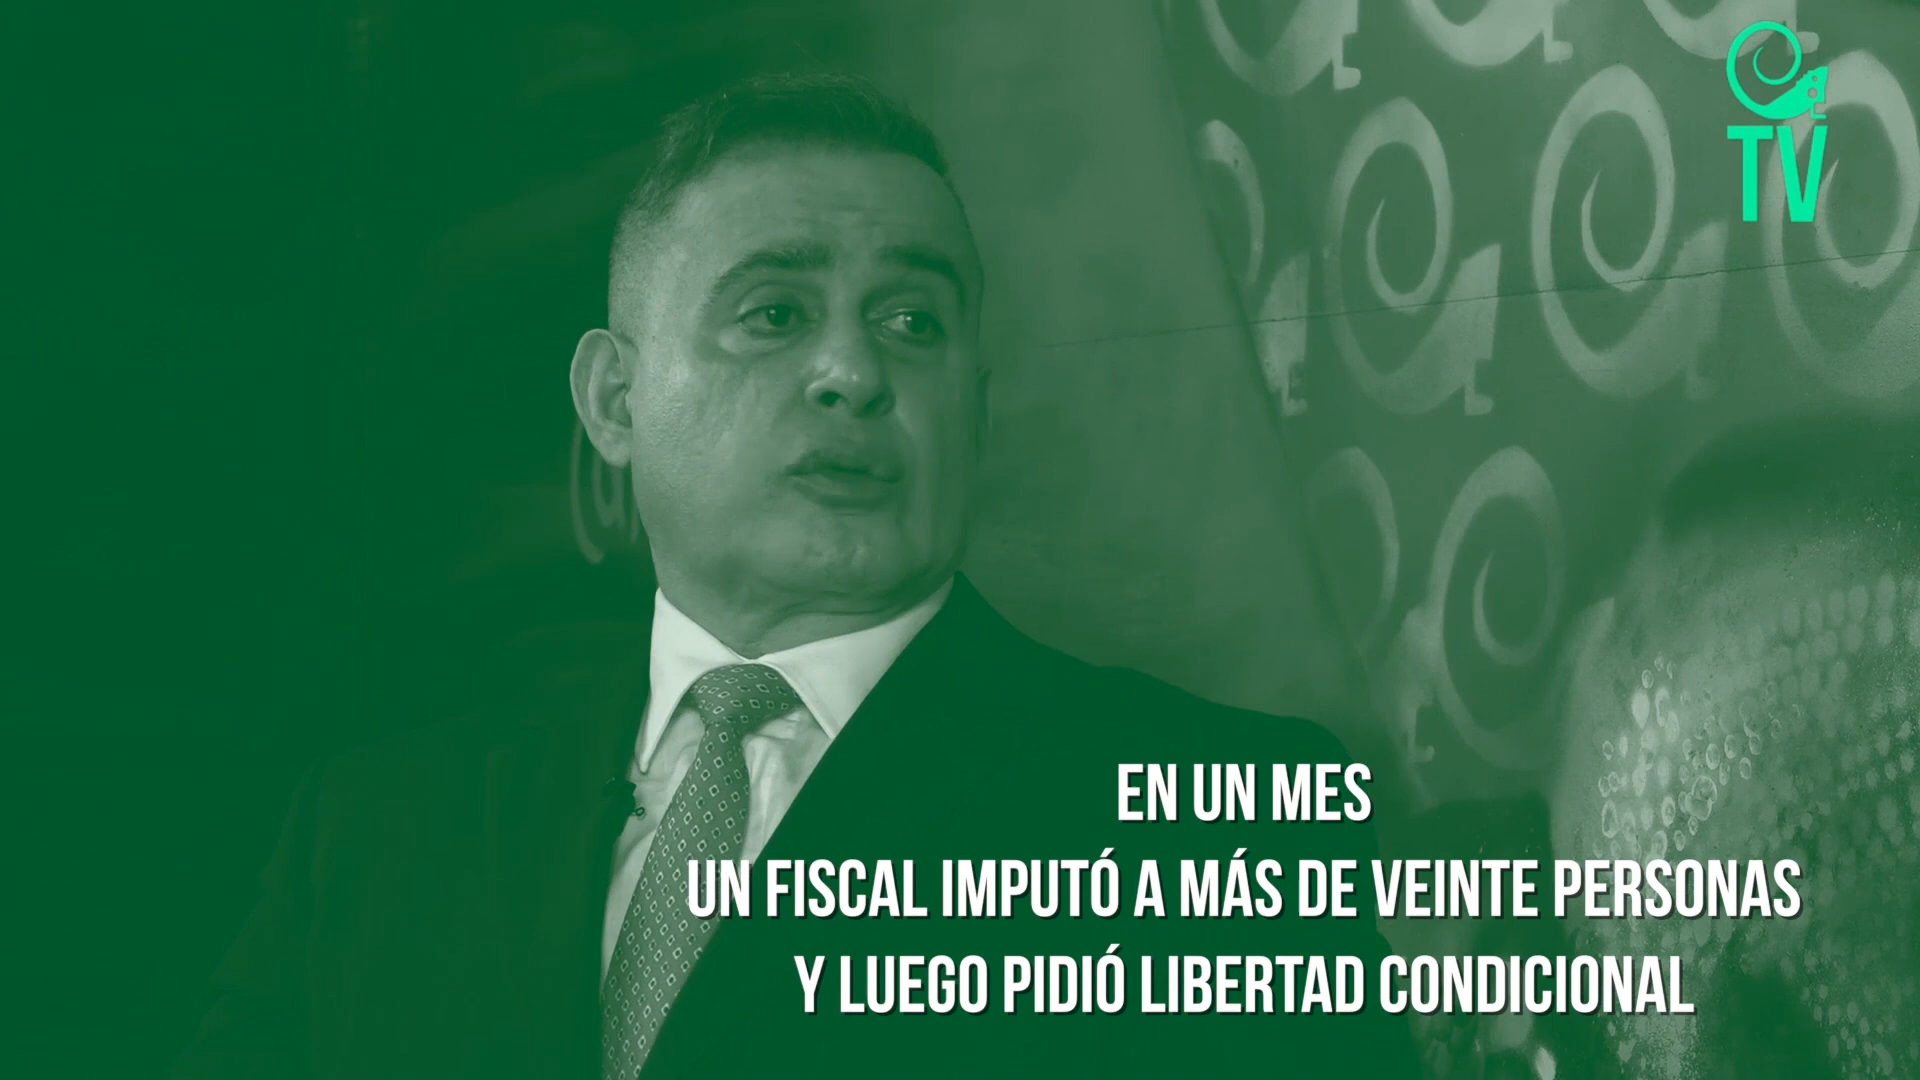 TV
EN UN MES
UN FISCAL IMPUTÓ A MÁS DE VEINTE PERSONAS
Y LUEGO PIDIÓ LIBERTAD CONDICIONAL